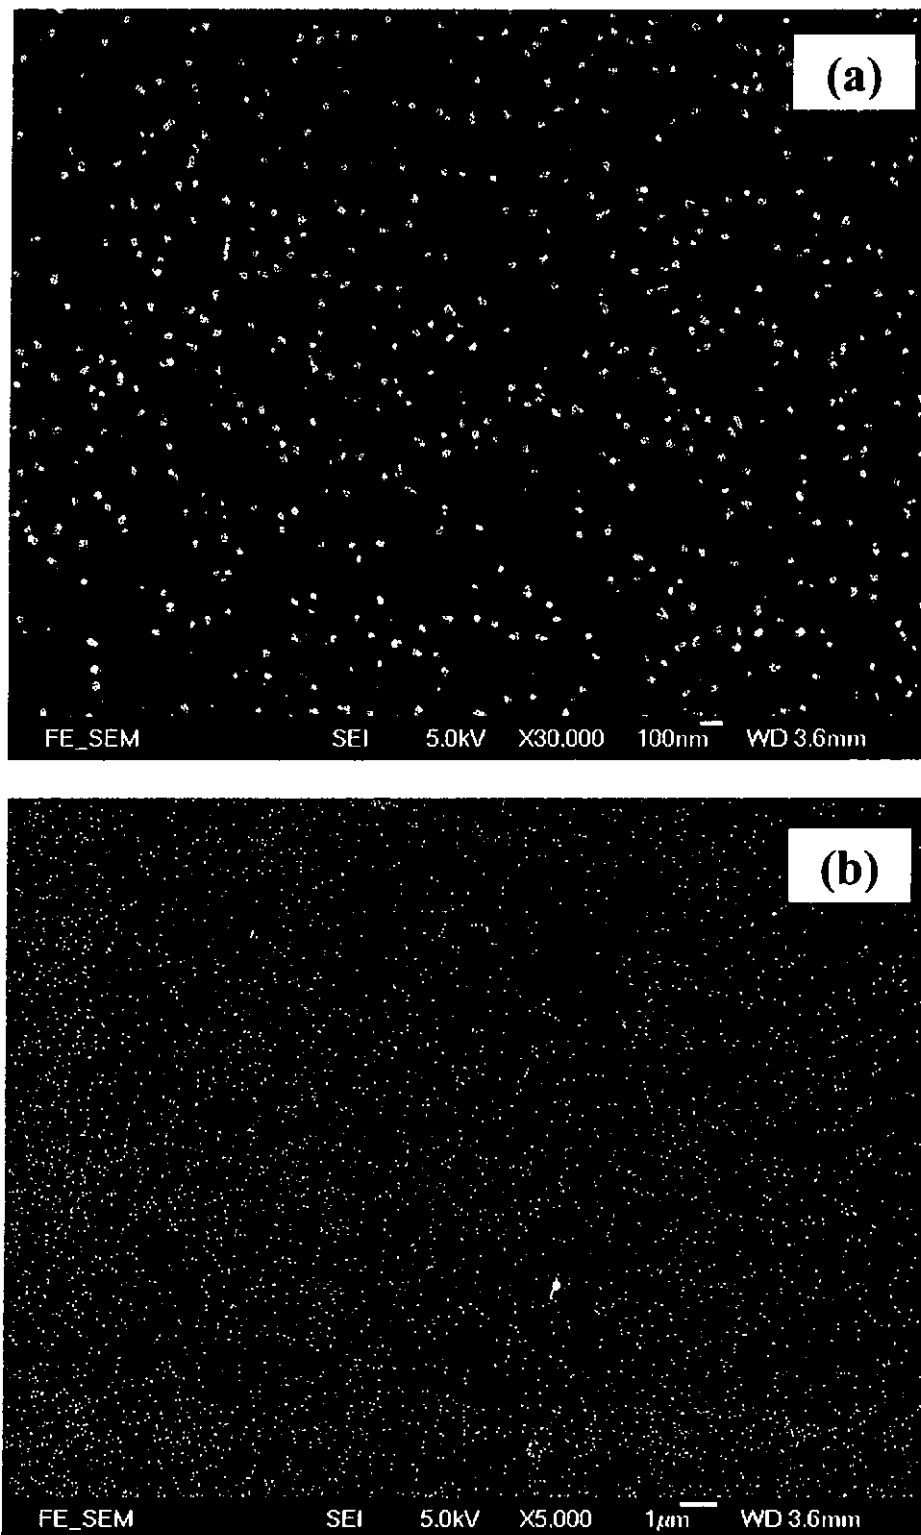 (a)
FE_SEM SEI 5.0kV X30,000 100nm WD 3.6mm
(b)
FE_SEM SEI 5.0kV X5,000 1μm WD 3.6mm